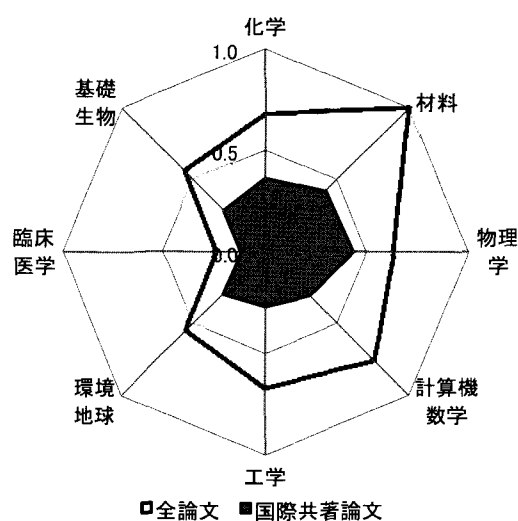 化学
1.0
材料
基礎
生物
0.5
物理
学
臨床
医学
0.0
計算機
数学
環境
地球
工学
全論文 国際共著論文